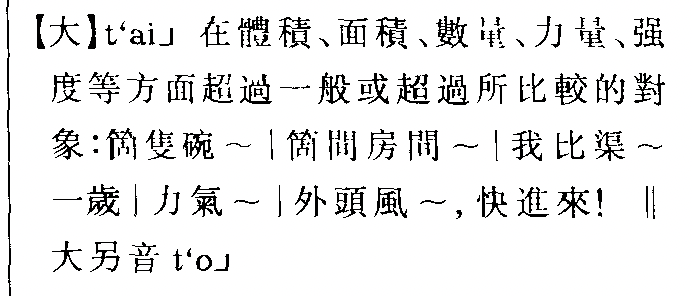 【大】t‘ai」 在體積、面積、數量、力量、强
度等方面超過一般或超過所比較的對
象：箇隻碗～｜箇間房間～｜我比渠～
一歲｜力氣～｜外頭風～，快進來！‖
大另音 t‘o」